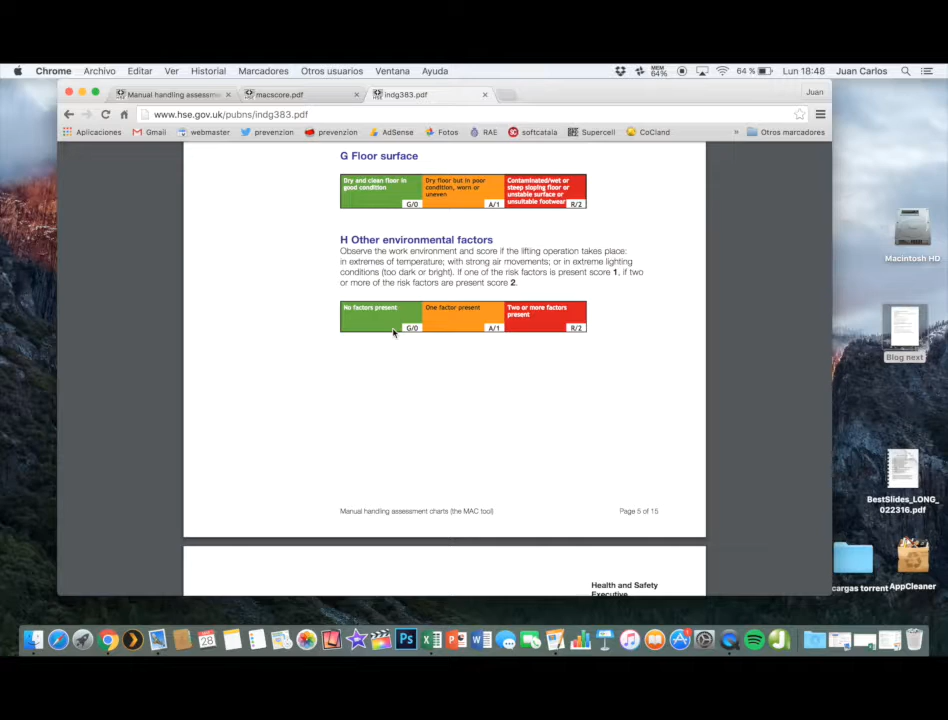 Chrome Archivo Editar Ver Historial Marcadores Otros usuarios Ventana Ayuda MEM 64% 64 % Lun 18:48 Juan Carlos
Manual handling assessm
macscore.pdf
indg383.pdf
Juan
www.hse.gov.uk/pubns/indg383.pdf
Aplicaciones Gmail webmaster prevenzion prevenzion AdSense Fotos RAE softcatala Supercell CoCland » Otros marcadores
G Floor surface
Dry and clean floor in
good condition
G/0
Dry floor but in poor
condition, worn or
uneven
A/1
Contaminated/wet or
steep sloping floor or
unstable surface or
unsuitable footwear
R/2
H Other environmental factors
Observe the work environment and score if the lifting operation takes place:
in extremes of temperature; with strong air movements; or in extreme lighting
conditions (too dark or bright). If one of the risk factors is present score 1, if two
or more of the risk factors are present score 2.
No factors present
G/0
One factor present
A/1
Two or more factors
present
R/2
Manual handling assessment charts (the MAC tool) Page 5 of 15
Health and Safety
Executive
Macintosh HD
Blog next
BestSlides_LONG_
022316.pdf
cargas torrent
AppCleaner